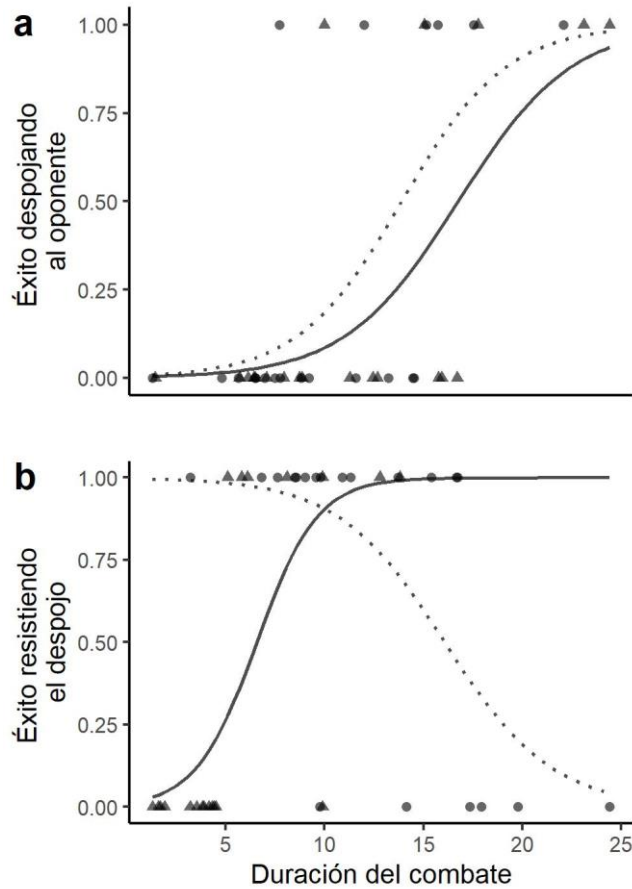 a
Éxito despojando
al oponente
1.00
0.75
0.50
0.25
0.00
b
Éxito resistiendo
el despojo
1.00
0.75
0.50
0.25
0.00
5 10 15 20 25
Duración del combate